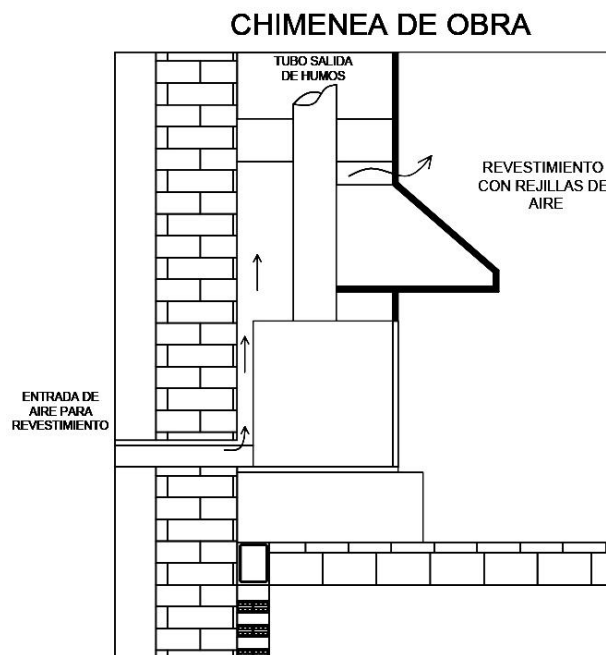 CHIMENEA DE OBRA
TUBO SALIDA
DE HUMOS
REVESTIMIENTO
CON REJILLAS DE
AIRE
ENTRADA DE
AIRE PARA
REVESTIMIENTO